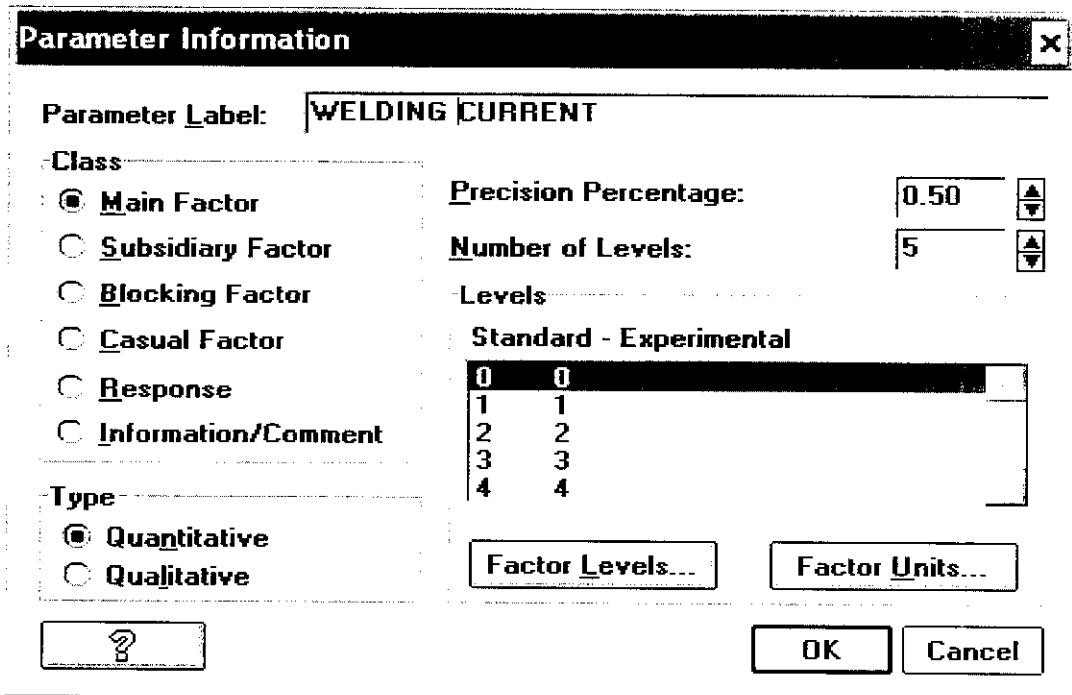 Parameter Information
Parameter Label: WELDING CURRENT
Class
Main Factor
Subsidiary Factor
Blocking Factor
Casual Factor
Response
Information/Comment
Type
Quantitative
Qualitative
Precision Percentage: 0.50
Number of Levels: 5
Levels
Standard - Experimental
0 0
1 1
2 2
3 3
4 4
Factor Levels...
Factor Units...
?
OK
Cancel